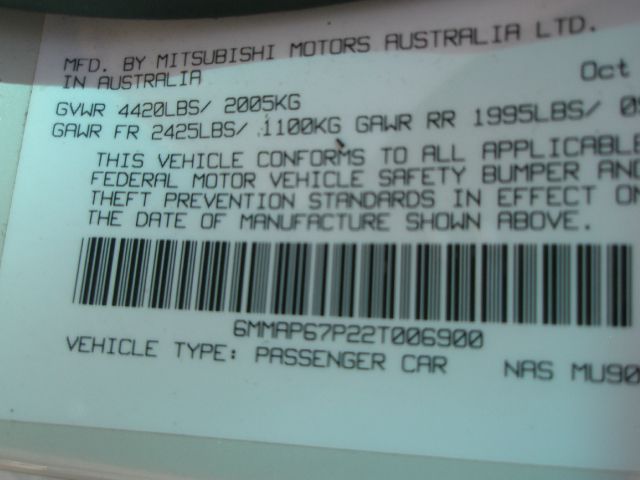 MFD. BY MITSUBISHI MOTORS AUSTRALIA LTD.
IN AUSTRALIA Oct
GVWR 4420LBS/ 2005KG
GAWR FR 2425LBS/ 1100KG GAWR RR 1995LBS/
THIS VEHICLE CONFORMS TO ALL APPLICABLE
FEDERAL MOTOR VEHICLE SAFETY BUMPER AND
THEFT PREVENTION STANDARDS IN EFFECT ON
THE DATE OF MANUFACTURE SHOWN ABOVE.
6MMAP67P22T006900
VEHICLE TYPE: PASSENGER CAR NAS MU90